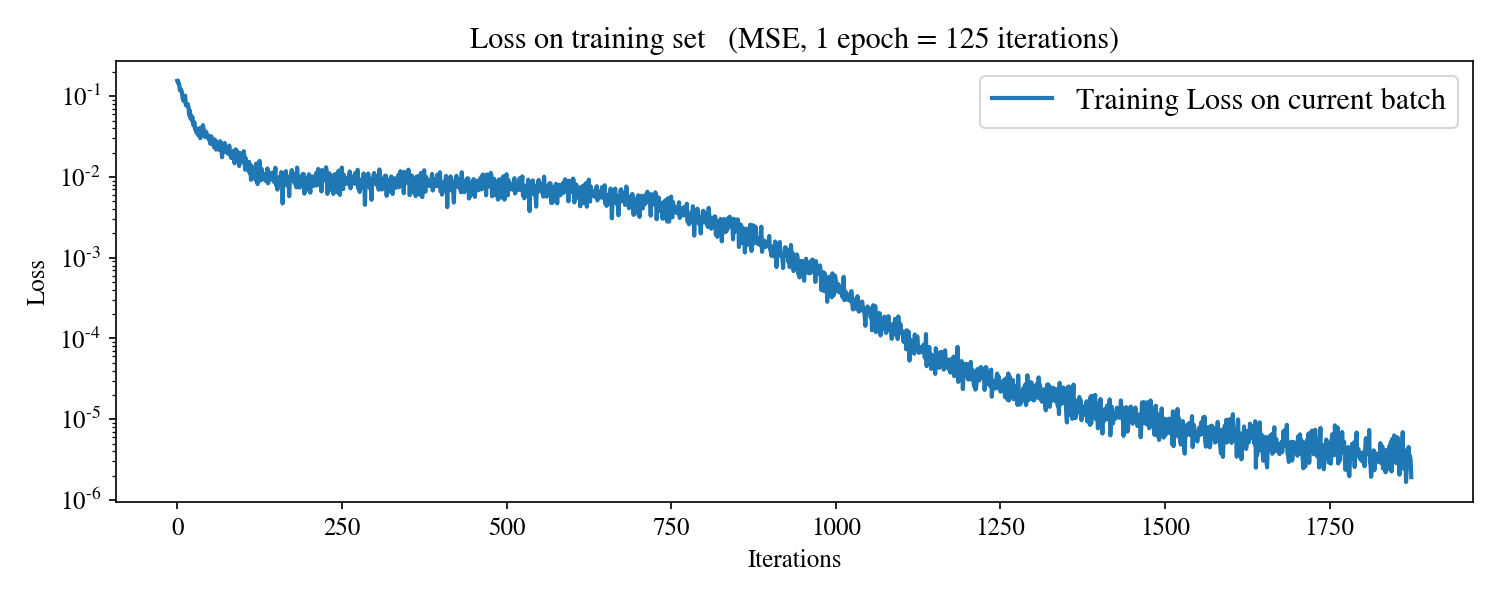 Loss on training set (MSE, 1 epoch = 125 iterations)
Training Loss on current batch
Loss
10-1
10-2
10-3
10-4
10-5
10-6
0 250 500 750 1000 1250 1500 1750
Iterations